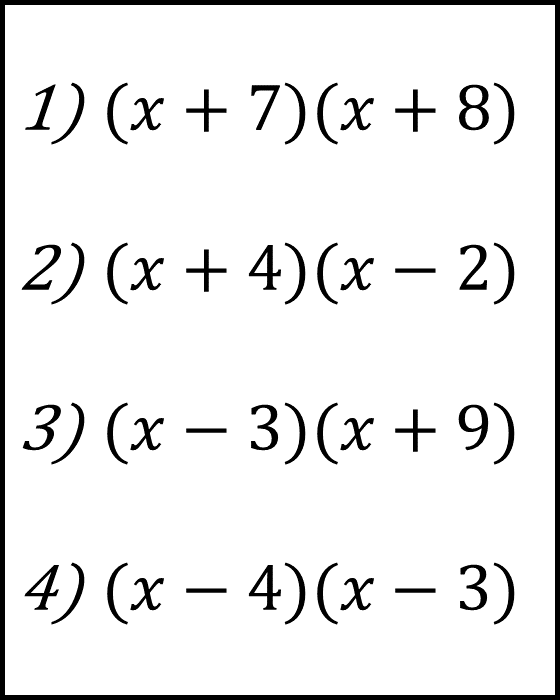 1) (x + 7)(x + 8)
2) (x + 4)(x − 2)
3) (x − 3)(x + 9)
4) (x − 4)(x − 3)